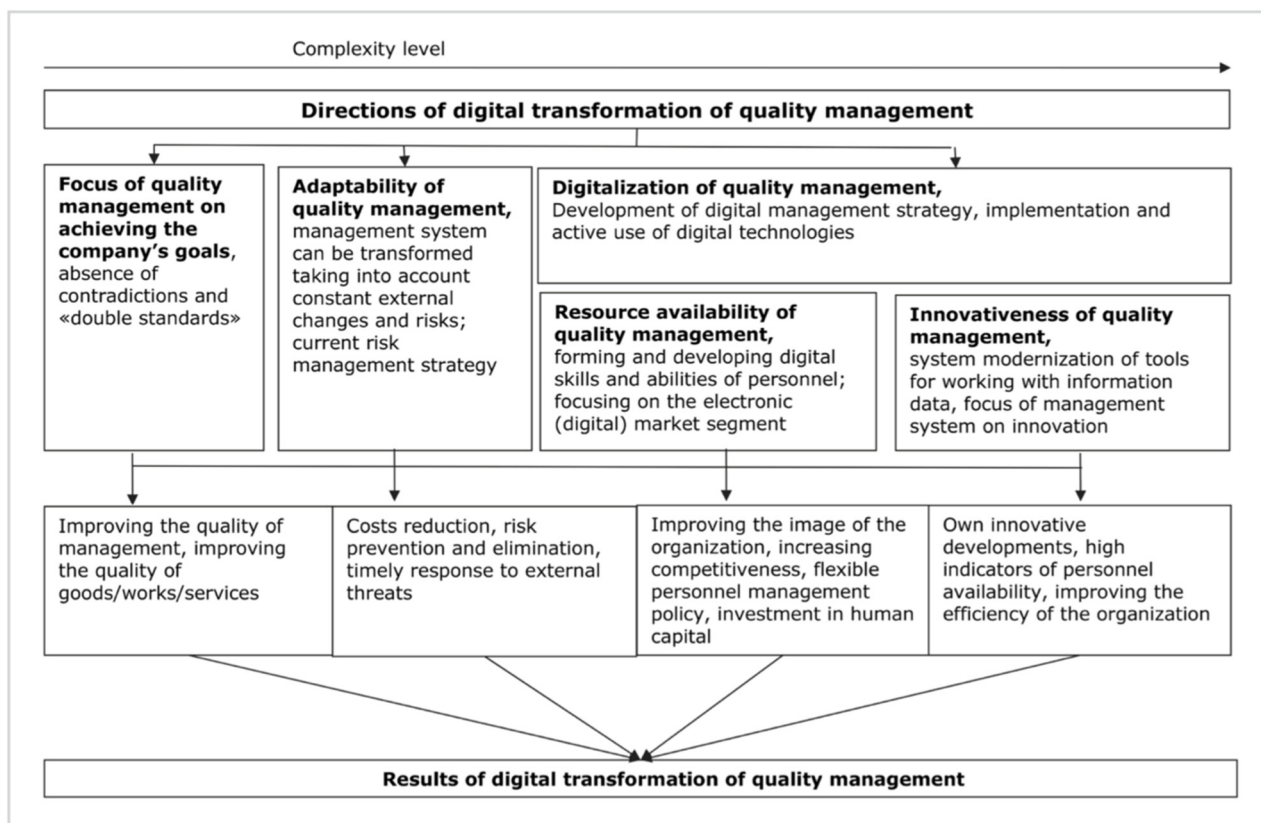 Complexity level
Directions of digital transformation of quality management
Focus of quality
management on
achieving the
company's goals,
absence of
contradictions and
«double standards»
Adaptability of
quality management,
management system
can be transformed
taking into account
constant external
changes and risks;
current risk
management strategy
Digitalization of quality management,
Development of digital management strategy, implementation and
active use of digital technologies
Resource availability of
quality management,
forming and developing digital
skills and abilities of personnel;
focusing on the electronic
(digital) market segment
Innovativeness of quality
management,
system modernization of tools
for working with information
data, focus of management
system on innovation
Improving the quality of
management, improving
the quality of
goods/works/services
Costs reduction, risk
prevention and elimination,
timely response to external
threats
Improving the image of the
organization, increasing
competitiveness, flexible
personnel management
policy, investment in human
capital
Own innovative
developments, high
indicators of personnel
availability, improving the
efficiency of the organization
Results of digital transformation of quality management